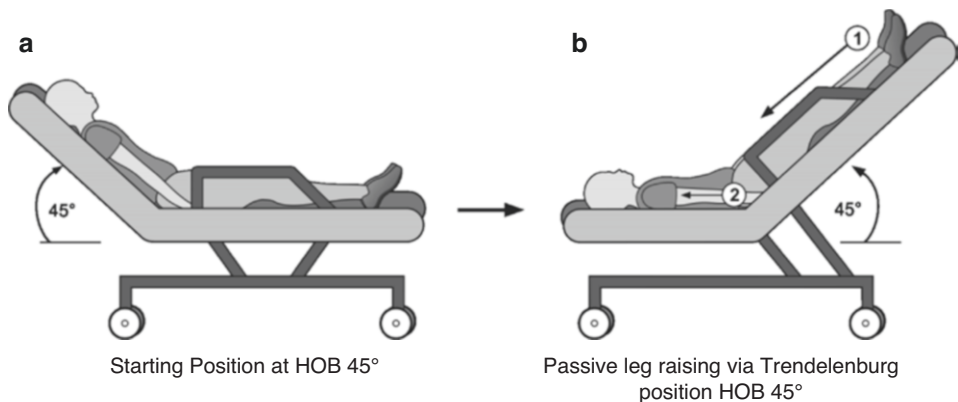 a
45°
Starting Position at HOB 45°
b
1
2
45°
Passive leg raising via Trendelenburg
position HOB 45°